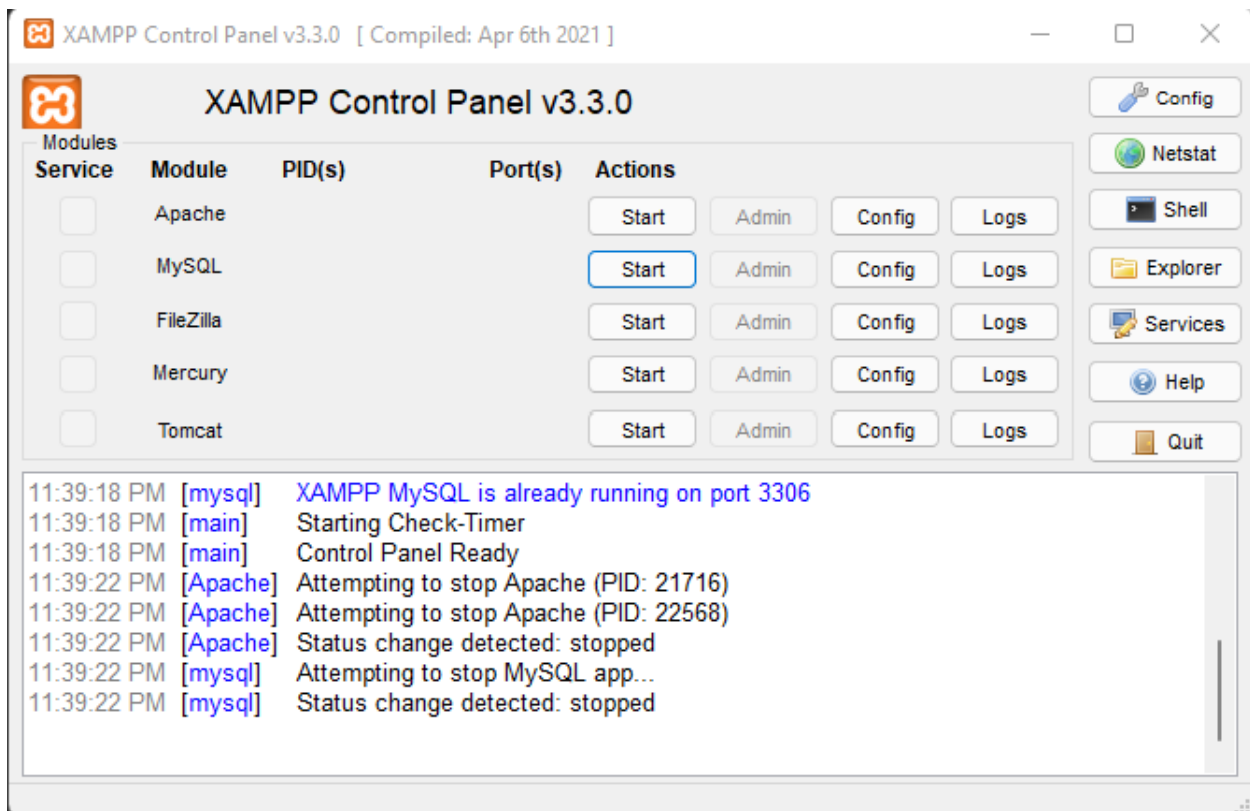 XAMPP Control Panel v3.3.0 [ Compiled: Apr 6th 2021 ]
XAMPP Control Panel v3.3.0
Config
Modules
Service Module PID(s) Port(s) Actions
Netstat
Apache Start Admin Config Logs
Shell
MySQL Start Admin Config Logs
Explorer
FileZilla Start Admin Config Logs
Services
Mercury Start Admin Config Logs
Help
Tomcat Start Admin Config Logs
Quit
11:39:18 PM [mysql] XAMPP MySQL is already running on port 3306
11:39:18 PM [main] Starting Check-Timer
11:39:18 PM [main] Control Panel Ready
11:39:22 PM [Apache] Attempting to stop Apache (PID: 21716)
11:39:22 PM [Apache] Attempting to stop Apache (PID: 22568)
11:39:22 PM [Apache] Status change detected: stopped
11:39:22 PM [mysql] Attempting to stop MySQL app...
11:39:22 PM [mysql] Status change detected: stopped